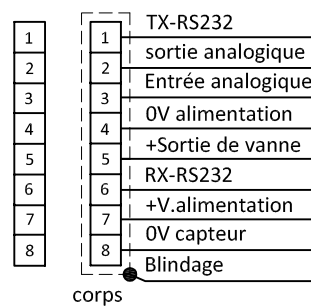 1 1 TX-RS232
2 2 sortie analogique
3 3 Entrée analogique
4 4 0V alimentation
5 5 +Sortie de vanne
6 6 RX-RS232
7 7 +V.alimentation
8 8 0V capteur
Blindage
corps